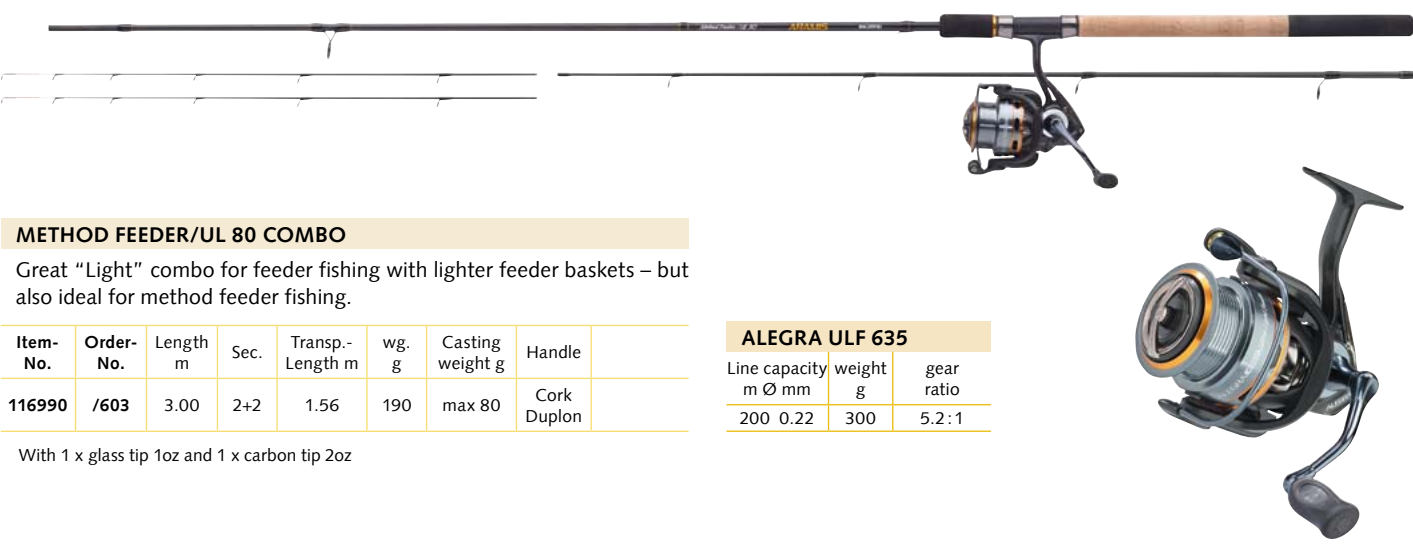 ARAMIS
METHOD FEEDER/UL 80 COMBO
Great “Light” combo for feeder fishing with lighter feeder baskets – but
also ideal for method feeder fishing.
Item-No. Order-No. Length m Sec. Transp.-Length m wg. g Casting weight g Handle
116990 /603 3.00 2+2 1.56 190 max 80 Cork Duplon
With 1 x glass tip 1oz and 1 x carbon tip 2oz
ALEGRA ULF 635
Line capacity m Ø mm weight g gear ratio
200 0.22 300 5.2:1